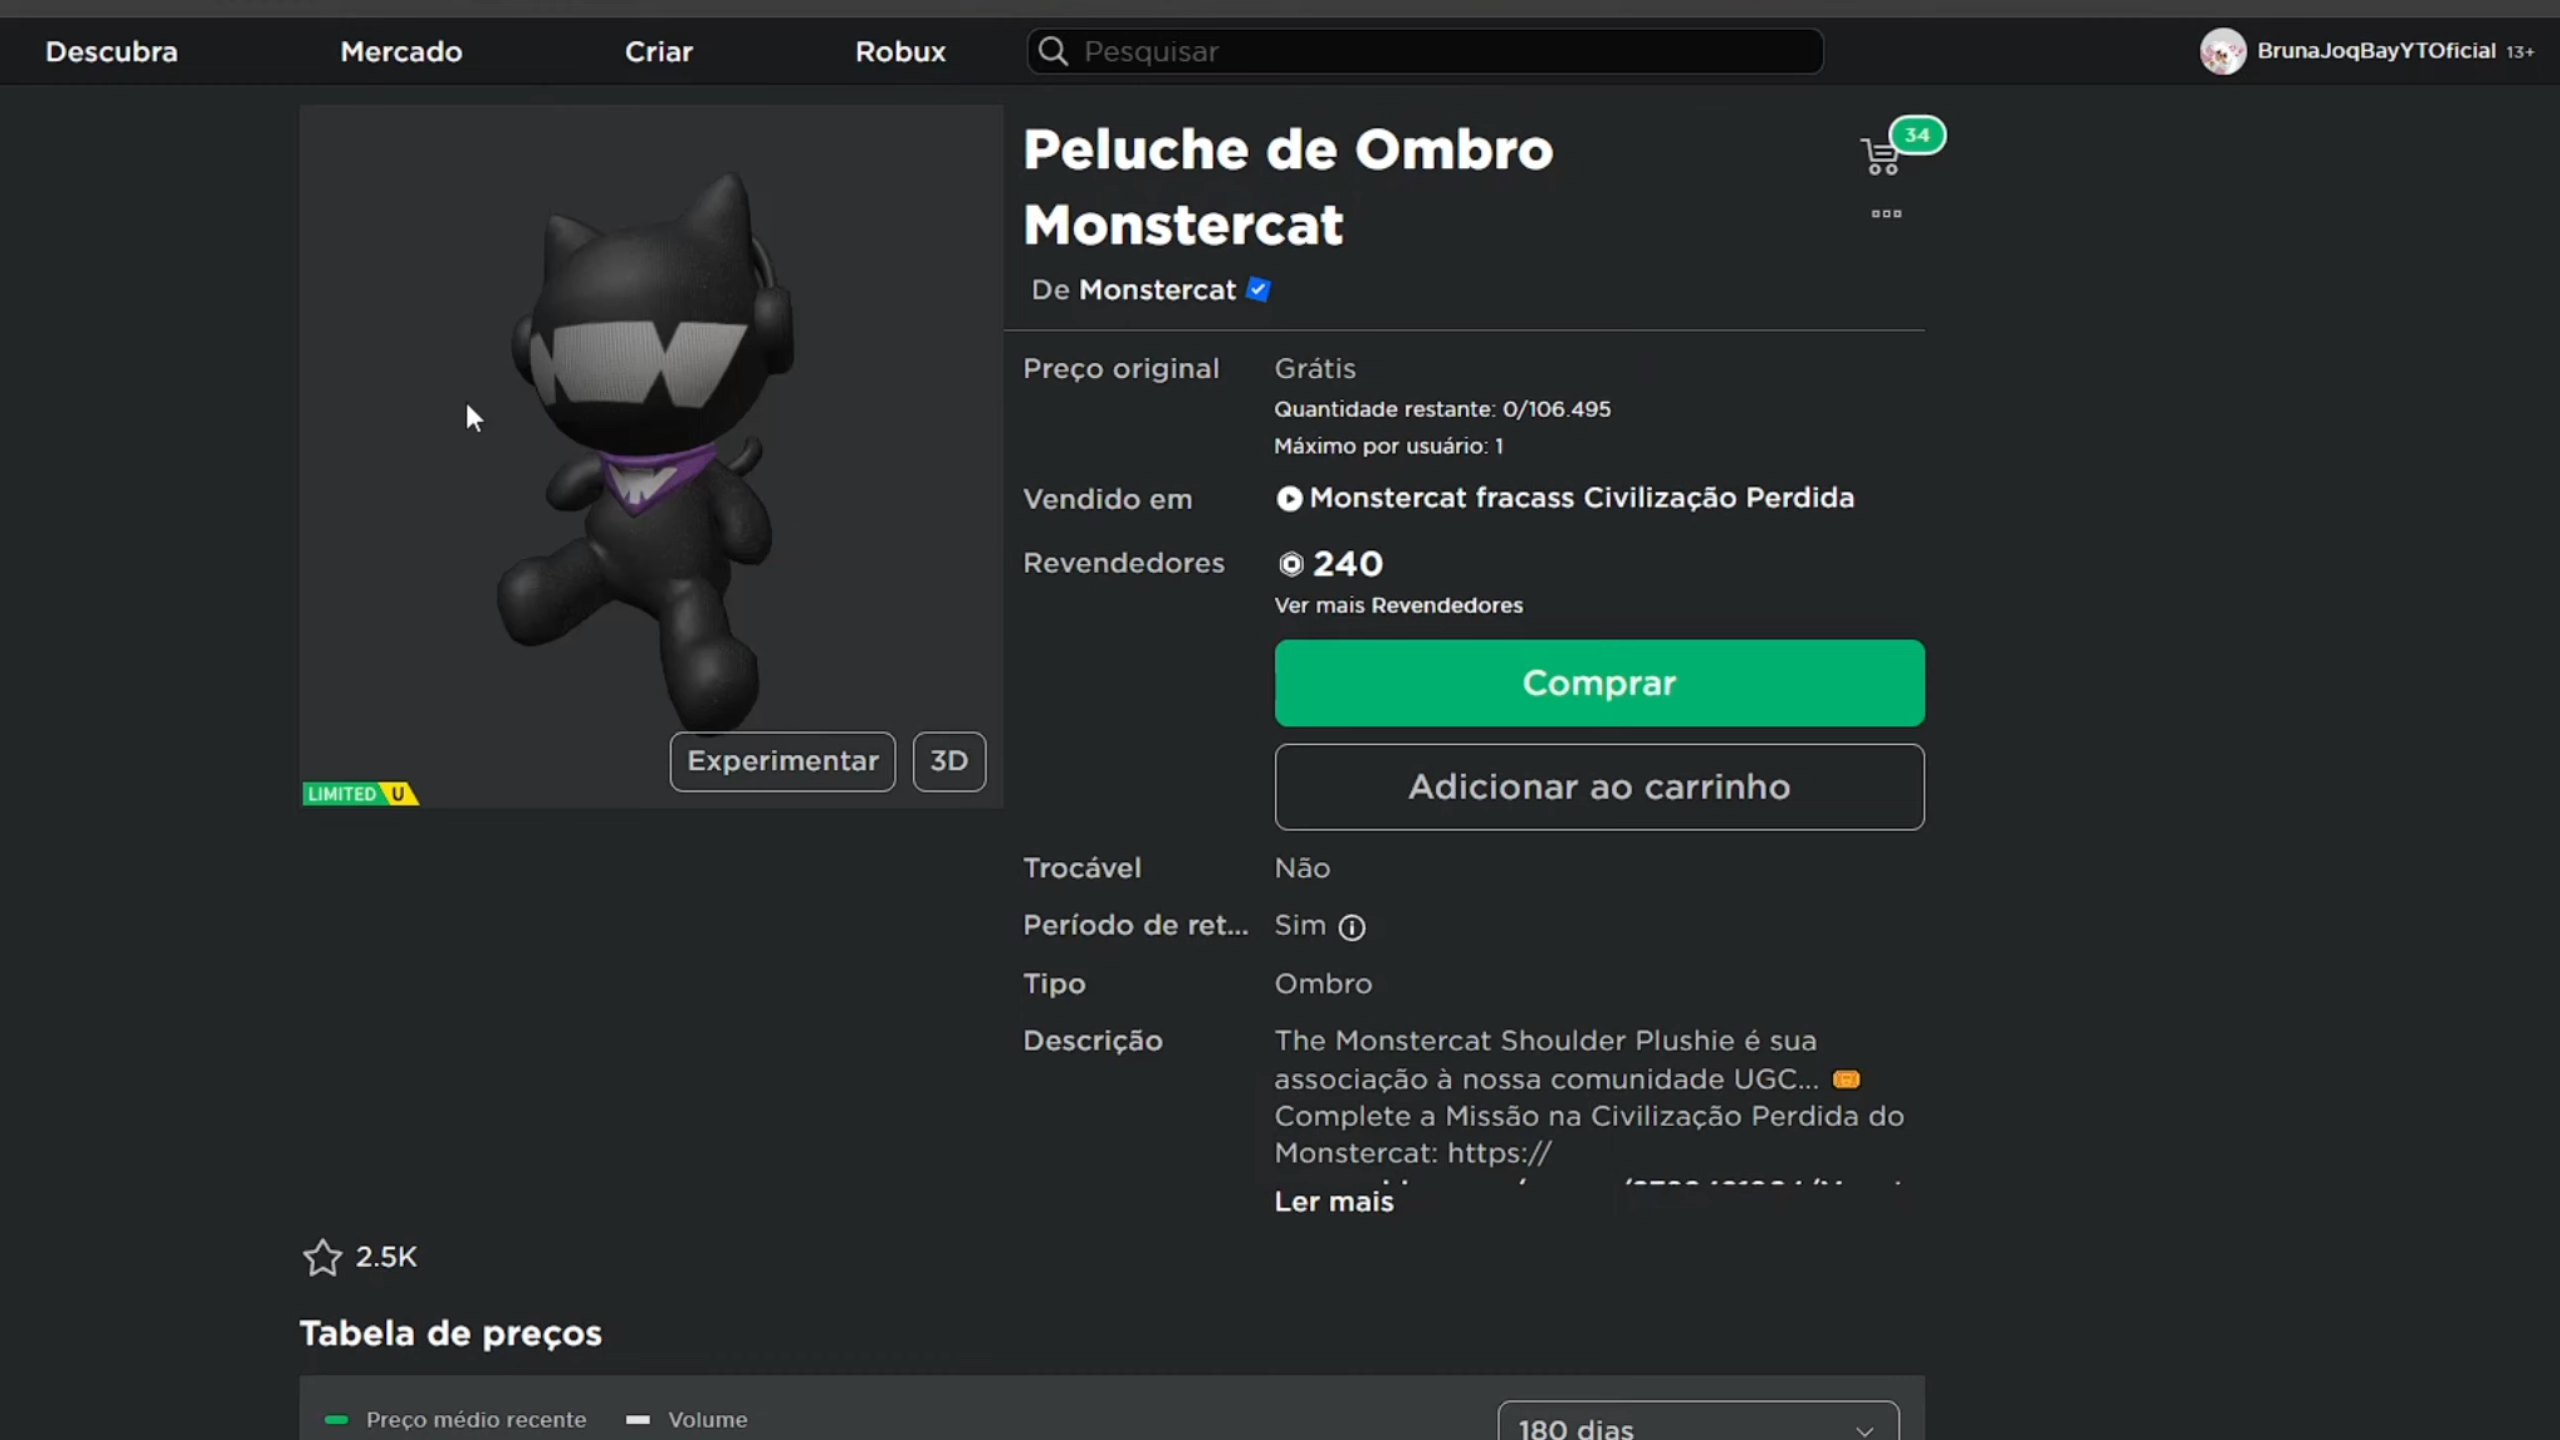 Descubra
Mercado
Criar
Robux
Pesquisar
BrunaJoqBayYTOficial 13+
Peluche de Ombro
Monstercat
34
De Monstercat
Preço original
Grátis
Quantidade restante: 0/106.495
Máximo por usuário: 1
Vendido em
Monstercat fracass Civilização Perdida
Revendedores
240
Ver mais Revendedores
Comprar
Adicionar ao carrinho
Experimentar
3D
LIMITED U
Trocável
Não
Período de ret...
Sim
Tipo
Ombro
Descrição
The Monstercat Shoulder Plushie é sua
associação à nossa comunidade UGC...
Complete a Missão na Civilização Perdida do
Monstercat: https://
Ler mais
2.5K
Tabela de preços
Preço médio recente
Volume
180 dias